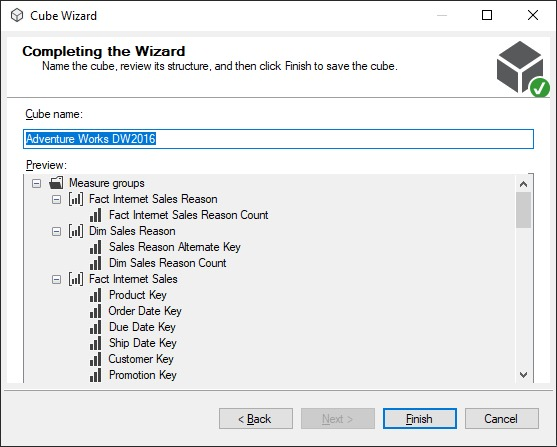 Cube Wizard
Completing the Wizard
Name the cube, review its structure, and then click Finish to save the cube.
Cube name:
Adventure Works DW2016
Preview:
Measure groups
Fact Internet Sales Reason
Fact Internet Sales Reason Count
Dim Sales Reason
Sales Reason Alternate Key
Dim Sales Reason Count
Fact Internet Sales
Product Key
Order Date Key
Due Date Key
Ship Date Key
Customer Key
Promotion Key
< Back
Next >
Finish
Cancel